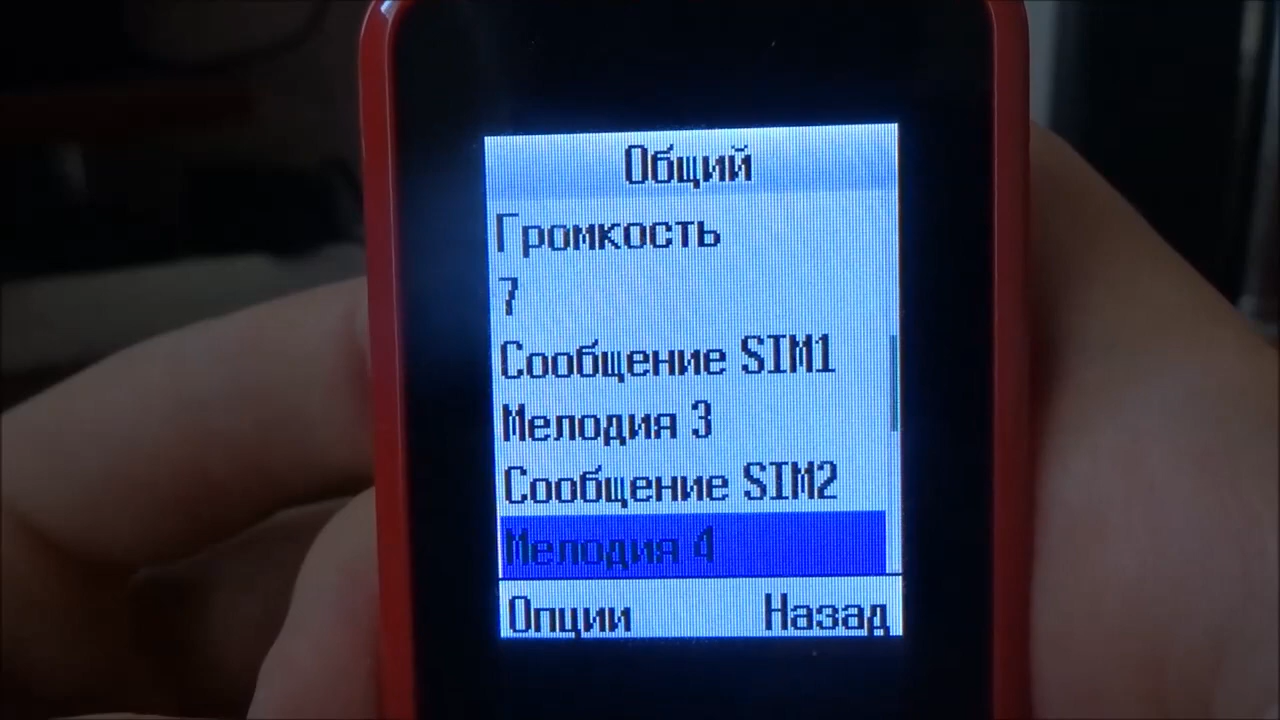 Общий
Громкость
7
Сообщение SIM1
Мелодия 3
Сообщение SIM2
Мелодия 4
Опции Назад